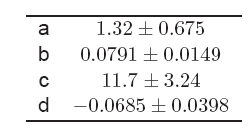 a 1.32 ± 0.675
b 0.0791 ± 0.0149
c 11.7 ± 3.24
d −0.0685 ± 0.0398